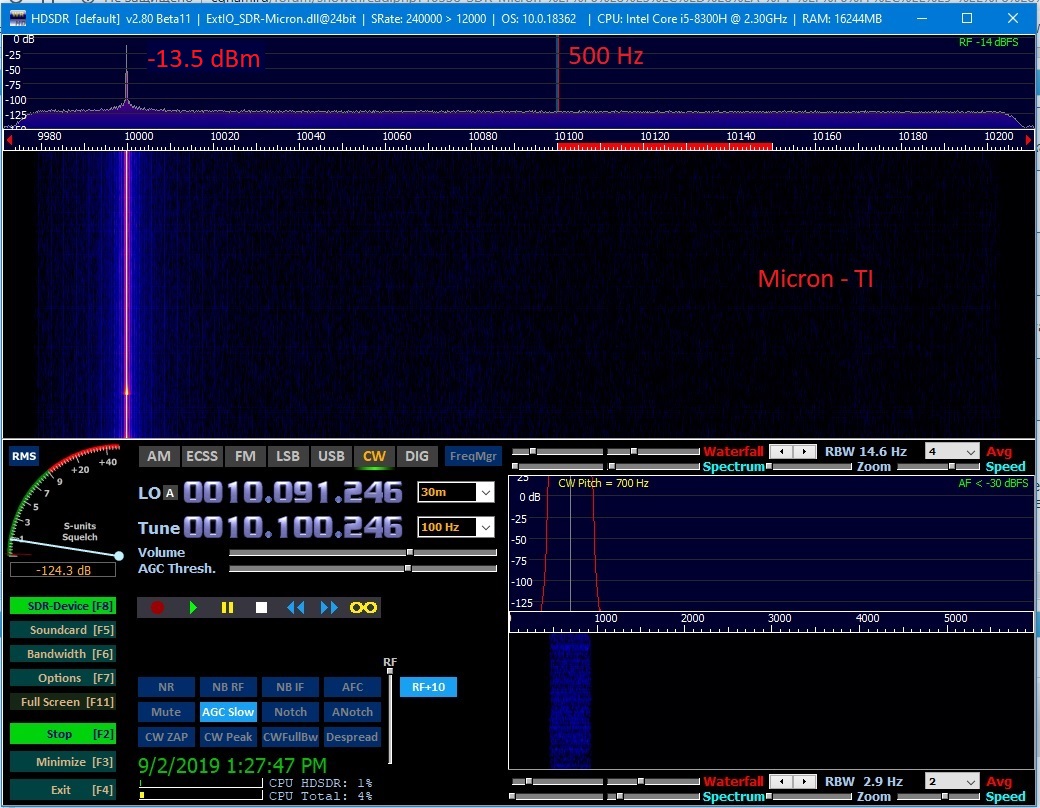 HDSDR [default] v2.80 Beta11 | ExtIO_SDR-Micron.dll@24bit | SRate: 240000 > 12000 | OS: 10.0.18362 | CPU: Intel Core i5-8300H @ 2.30GHz | RAM: 16244MB
0 dB
-25
-50
-75
-100
-125
-13.5 dBm
500 Hz
RF -14 dBFS
9980 10000 10020 10040 10060 10080 10100 10120 10140 10160 10180 10200
Micron - TI
RMS
1 3 5 7 9 +20 +40
S-units
Squelch
-124.3 dB
AM ECSS FM LSB USB CW DIG FreqMgr
LO A 0010.091.246 30m
Tune 0010.100.246 100 Hz
Volume
AGC Thresh.
SDR-Device [F8]
Soundcard [F5]
Bandwidth [F6]
Options [F7]
Full Screen [F11]
Stop [F2]
Minimize [F3]
Exit [F4]
RF
RF+10
NR NB RF NB IF AFC
Mute AGC Slow Notch ANotch
CW ZAP CW Peak CWFullBw Despread
9/2/2019 1:27:47 PM
CPU HDSDR: 1%
CPU Total: 4%
Waterfall RBW 14.6 Hz 4 Avg
Spectrum Zoom Speed
25
0 dB
-25
-50
-75
-100
-125
CW Pitch = 700 Hz
AF < -30 dBFS
0 1000 2000 3000 4000 5000
Waterfall RBW 2.9 Hz 2 Avg
Spectrum Zoom Speed